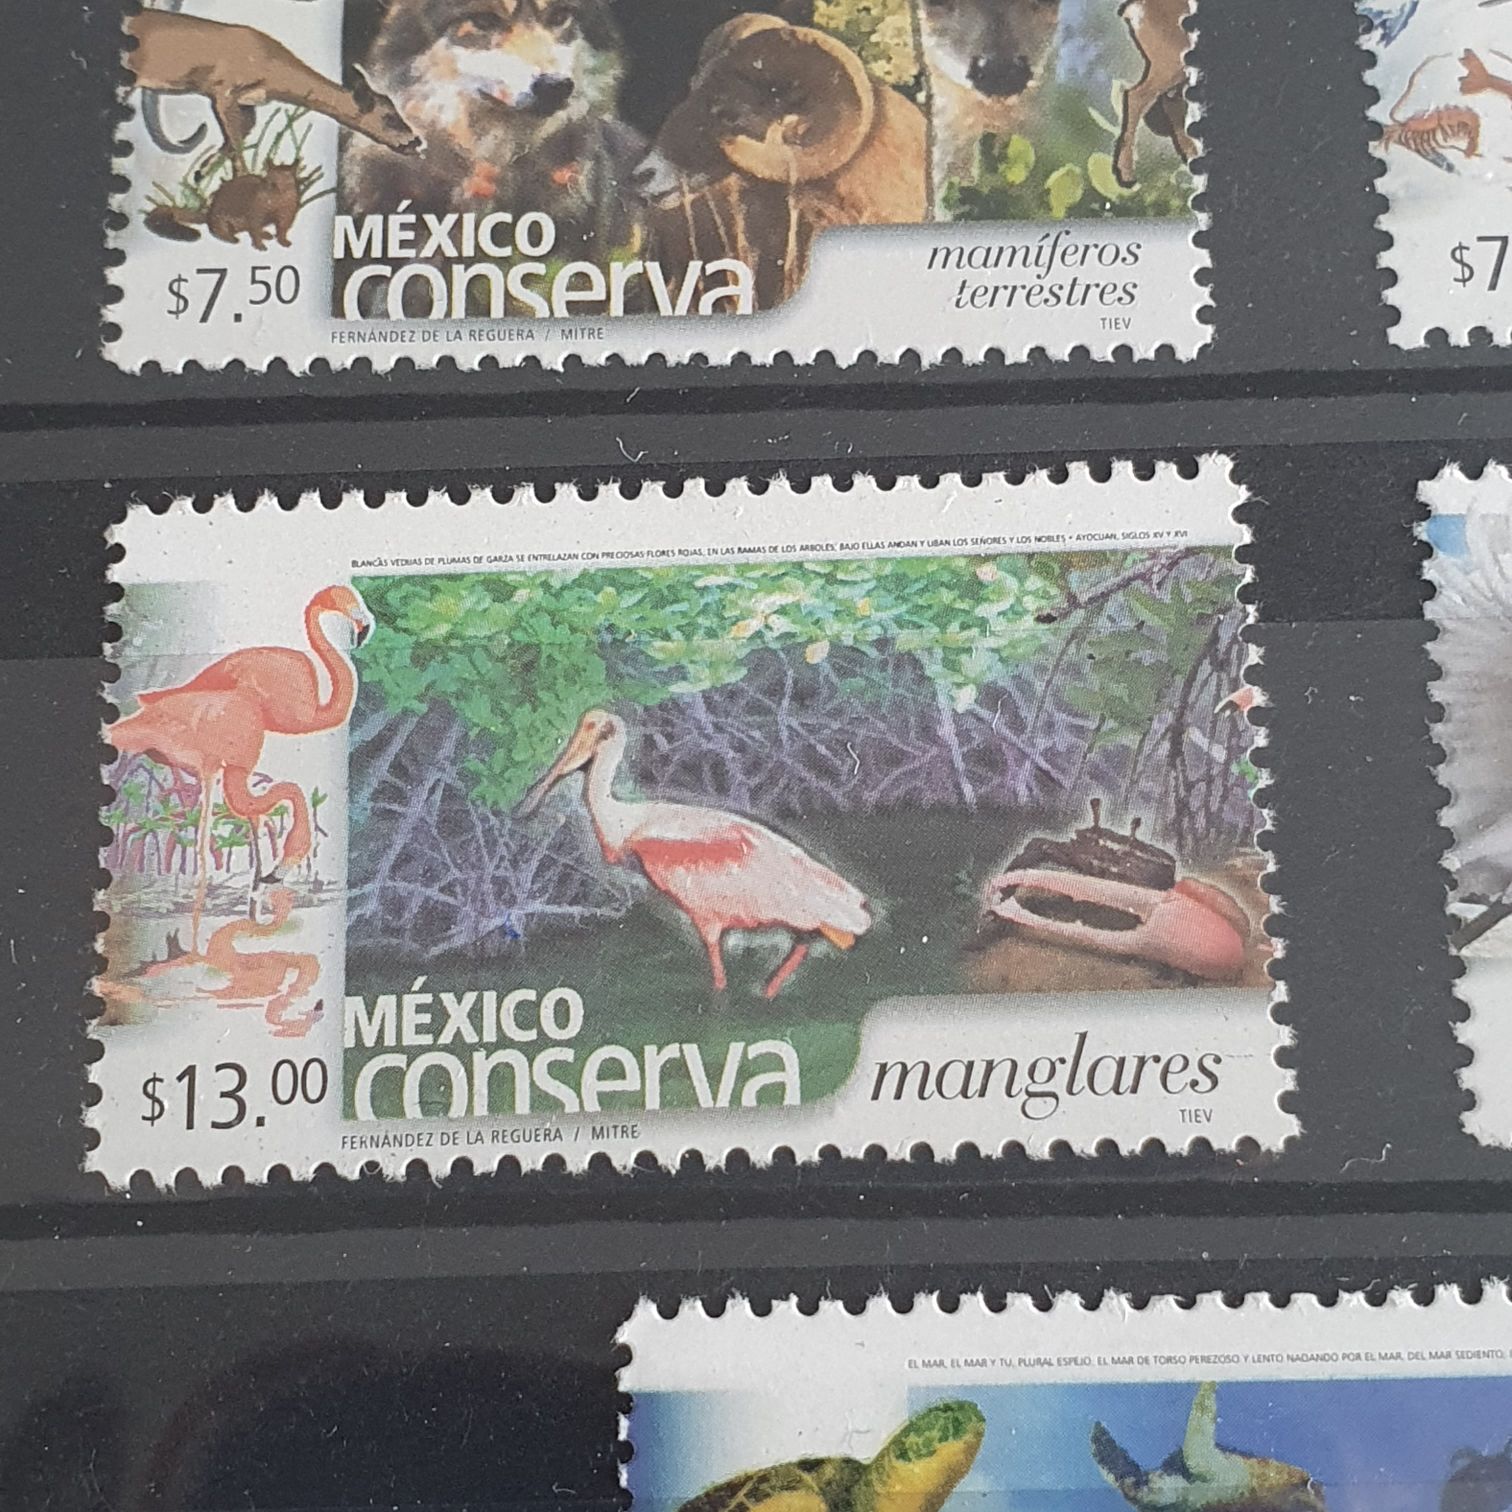 MÉXICO
conserva
$7.50
mamíferos
terrestres
TIEV
FERNÁNDEZ DE LA REGUERA / MITRE
$7
BLANCAS VEDIJAS DE PLUMAS DE GARZA SE ENTRELAZAN CON PRECIOSAS FLORES ROJAS, EN LAS RAMAS DE LOS ÁRBOLES, BAJO ELLAS ANDAN Y LIBAN LOS SEÑORES Y LOS NOBLES • AYOCUAN, SIGLOS XV Y XVI
MÉXICO
conserva
$13.00
manglares
TIEV
FERNÁNDEZ DE LA REGUERA / MITRE
EL MAR, EL MAR Y TÚ, PLURAL ESPEJO, EL MAR DE TORSO PEREZOSO Y LENTO NADANDO POR EL MAR, DEL MAR SEDIENTO: